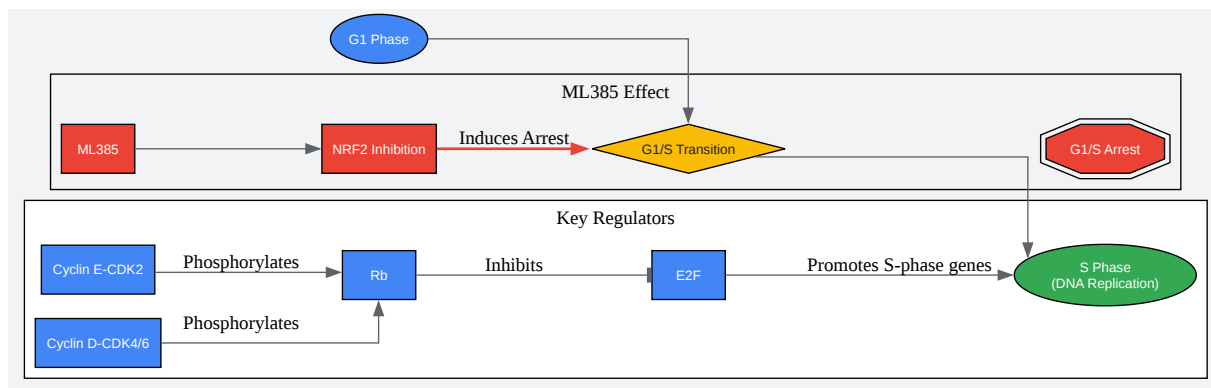 G1 Phase
ML385 Effect
ML385
NRF2 Inhibition
Induces Arrest
G1/S Transition
G1/S Arrest
Key Regulators
Cyclin E-CDK2
Phosphorylates
Rb
Inhibits
E2F
Promotes S-phase genes
S Phase
(DNA Replication)
Cyclin D-CDK4/6
Phosphorylates